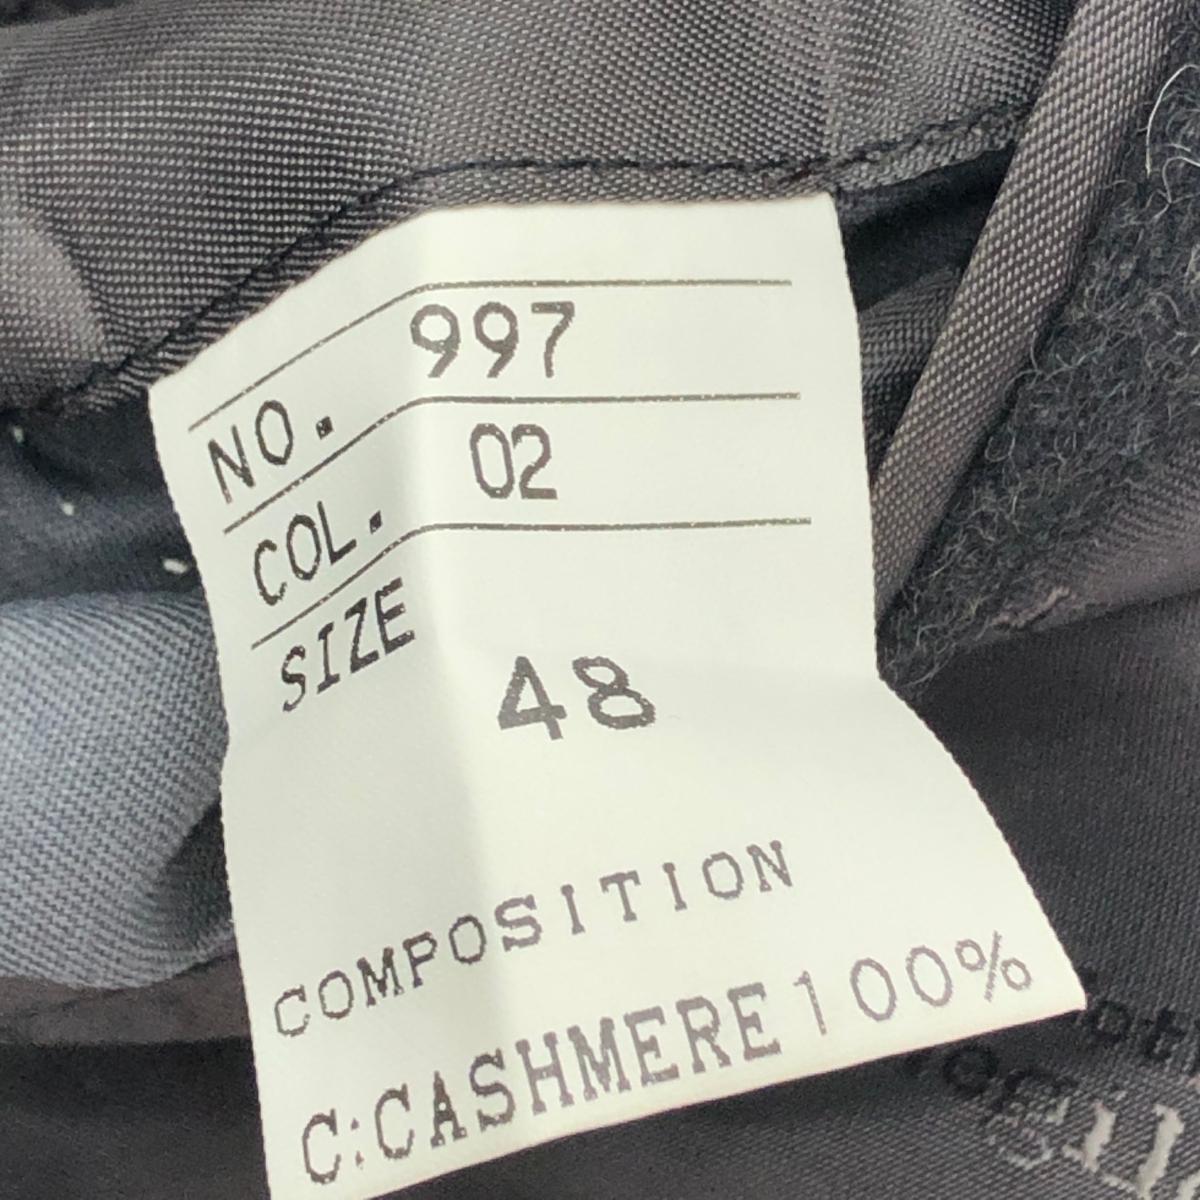 NO. 997
COL. 02
SIZE
48
COMPOSITION
C:CASHMERE100%